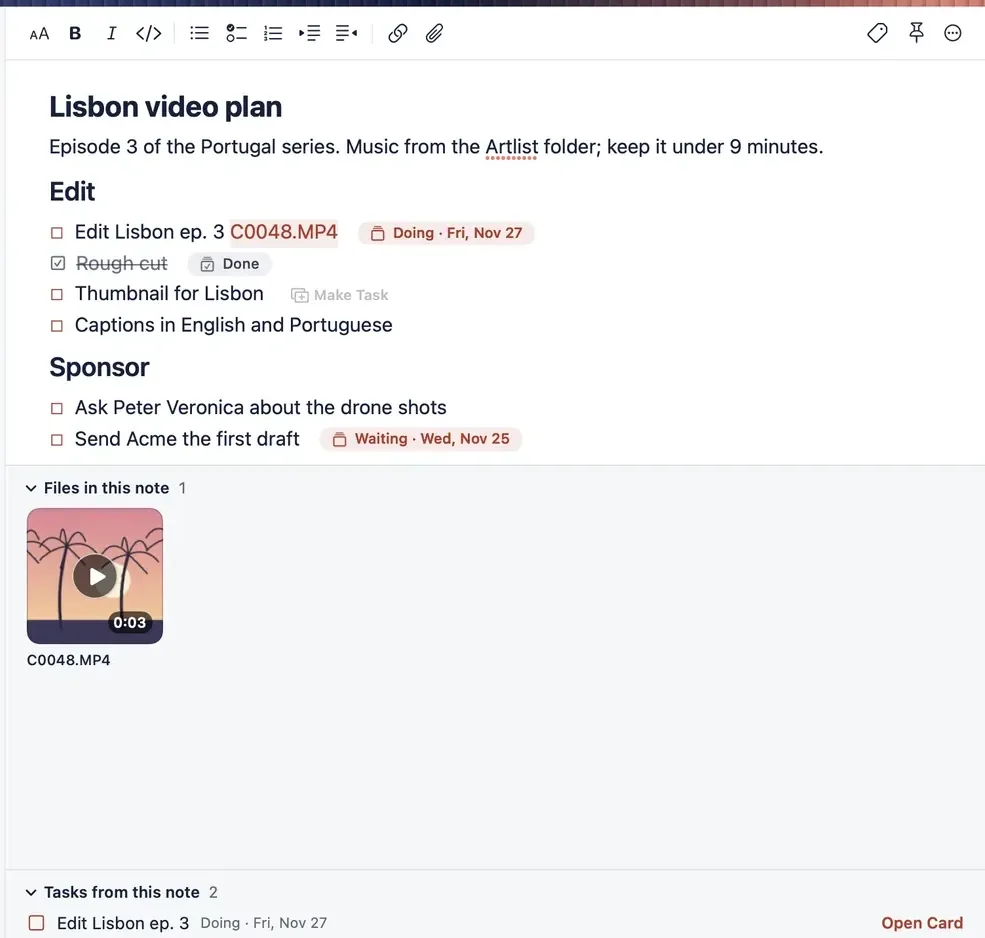 AA B I </>
Lisbon video plan
Episode 3 of the Portugal series. Music from the Artlist folder; keep it under 9 minutes.
Edit
Edit Lisbon ep. 3 C0048.MP4 Doing · Fri, Nov 27
Rough cut Done
Thumbnail for Lisbon Make Task
Captions in English and Portuguese
Sponsor
Ask Peter Veronica about the drone shots
Send Acme the first draft Waiting · Wed, Nov 25
Files in this note 1
0:03
C0048.MP4
Tasks from this note 2
Edit Lisbon ep. 3 Doing · Fri, Nov 27 Open Card